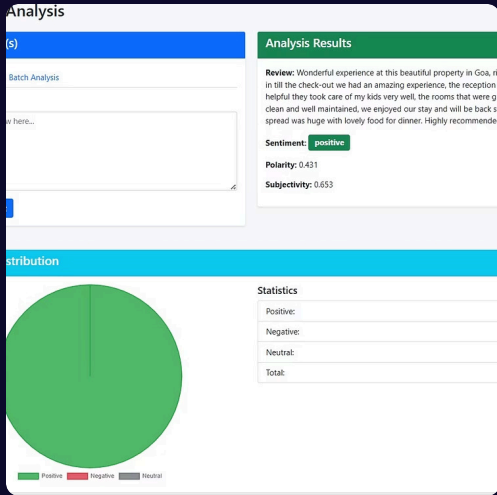 Analysis
(s)
Batch Analysis
w here...
Analysis Results
Review: Wonderful experience at this beautiful property in Goa,
in till the check-out we had an amazing experience, the reception
helpful they took care of my kids very well, the rooms that were g
clean and well maintained, we enjoyed our stay and will be back s
spread was huge with lovely food for dinner. Highly recommende
Sentiment: positive
Polarity: 0.431
Subjectivity: 0.653
stribution
Statistics
Positive:
Negative:
Neutral:
Total:
Positive Negative Neutral